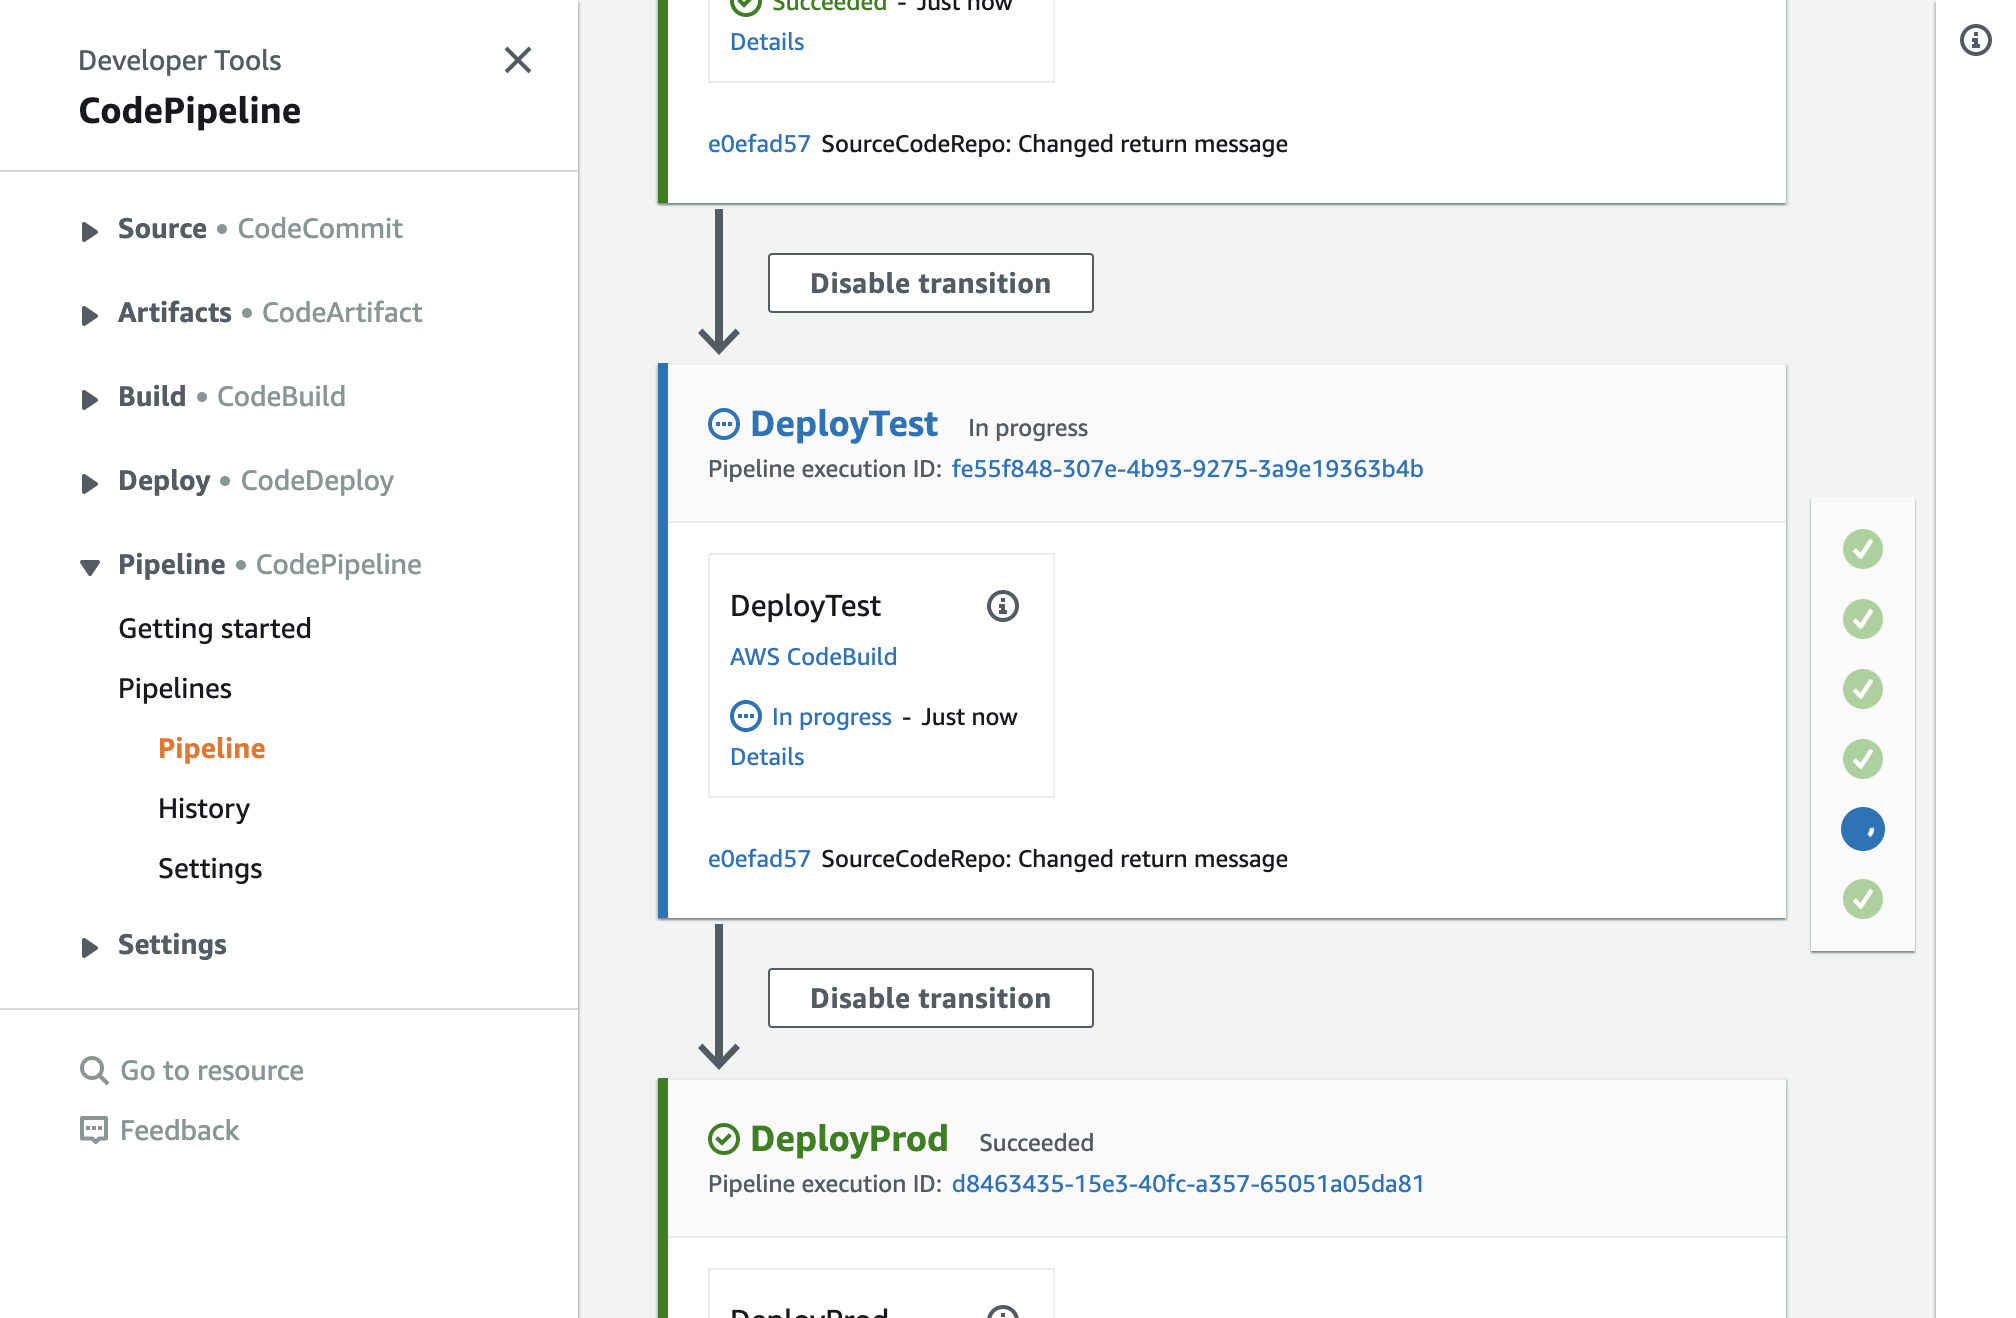 Developer Tools
CodePipeline
Source • CodeCommit
Artifacts • CodeArtifact
Build • CodeBuild
Deploy • CodeDeploy
Pipeline • CodePipeline
Getting started
Pipelines
Pipeline
History
Settings
Settings
Go to resource
Feedback
Succeeded - Just now
Details
e0efad57 SourceCodeRepo: Changed return message
Disable transition
DeployTest In progress
Pipeline execution ID: fe55f848-307e-4b93-9275-3a9e19363b4b
DeployTest
AWS CodeBuild
In progress - Just now
Details
e0efad57 SourceCodeRepo: Changed return message
Disable transition
DeployProd Succeeded
Pipeline execution ID: d8463435-15e3-40fc-a357-65051a05da81
DeployProd